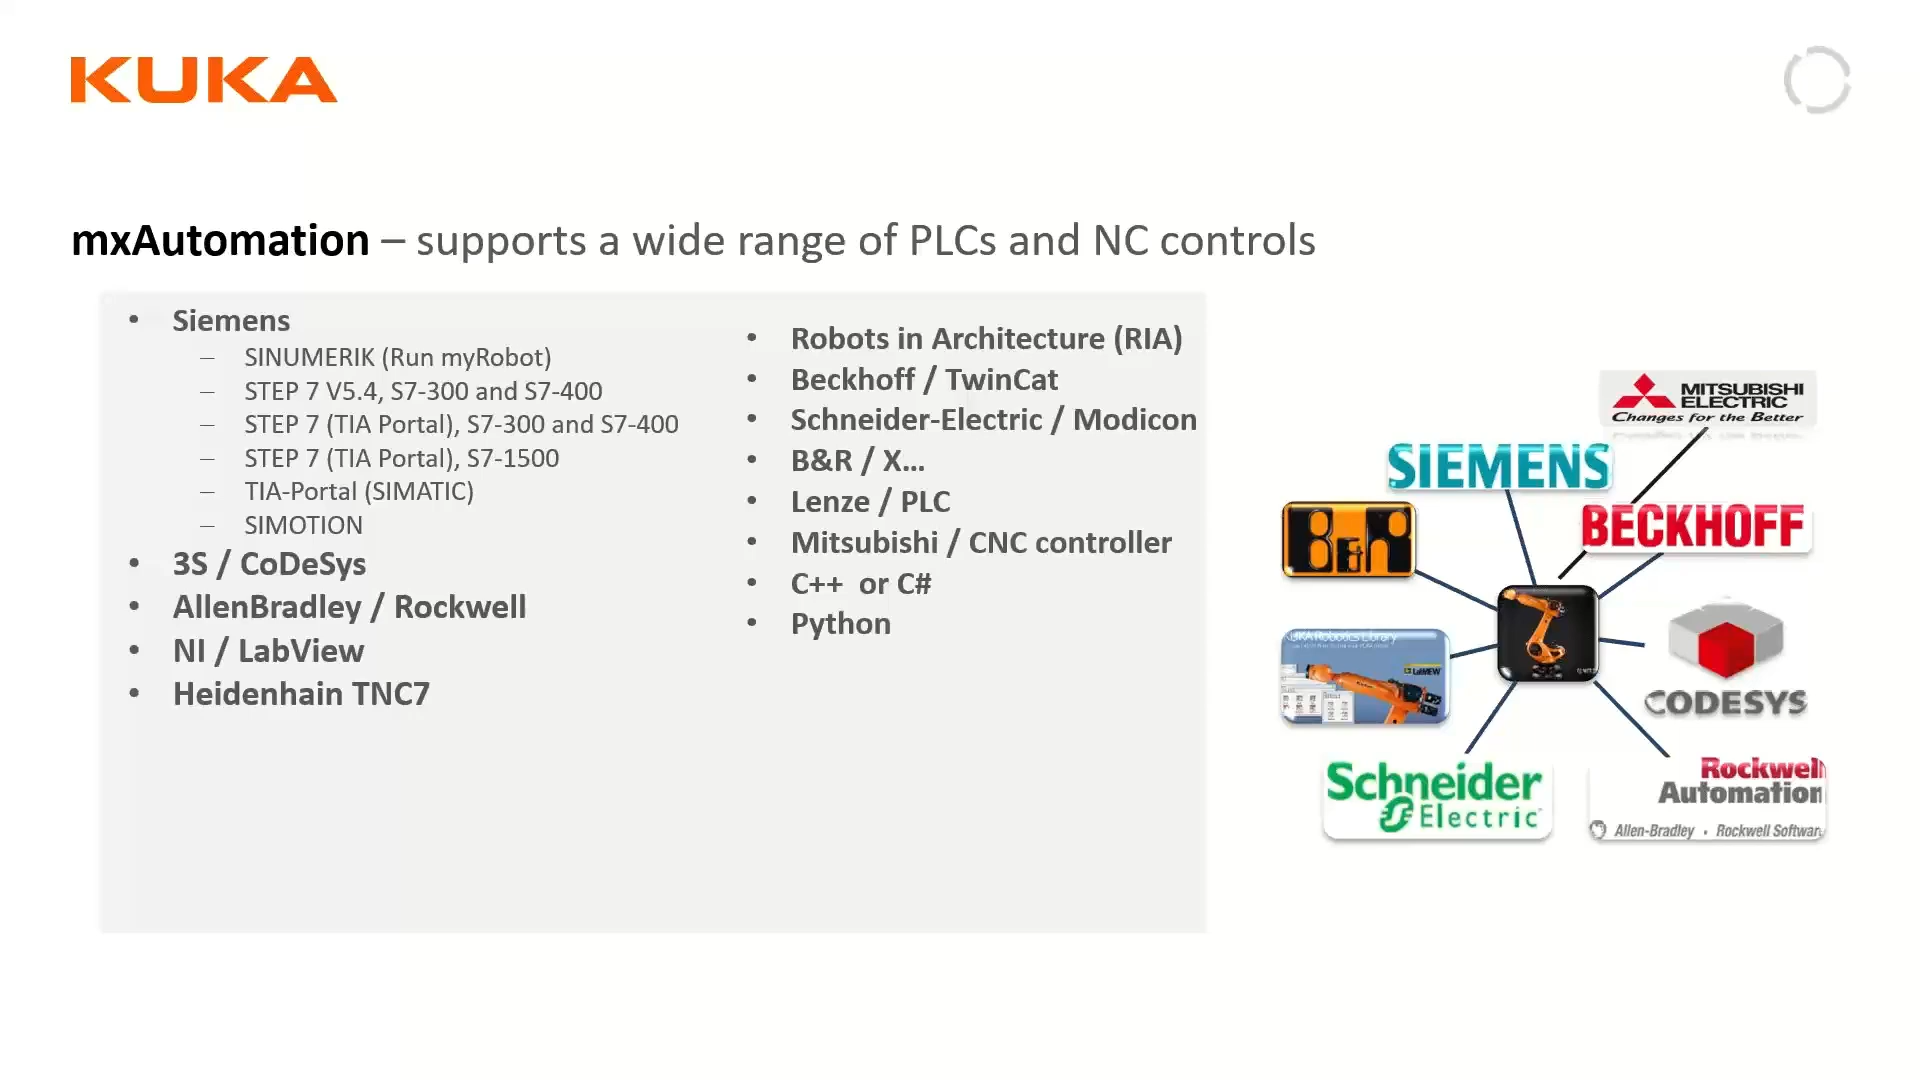 KUKA
mxAutomation – supports a wide range of PLCs and NC controls
• Siemens
– SINUMERIK (Run myRobot)
– STEP 7 V5.4, S7-300 and S7-400
– STEP 7 (TIA Portal), S7-300 and S7-400
– STEP 7 (TIA Portal), S7-1500
– TIA-Portal (SIMATIC)
– SIMOTION
• 3S / CoDeSys
• AllenBradley / Rockwell
• NI / LabView
• Heidenhain TNC7
• Robots in Architecture (RIA)
• Beckhoff / TwinCat
• Schneider-Electric / Modicon
• B&R / X...
• Lenze / PLC
• Mitsubishi / CNC controller
• C++ or C#
• Python
MITSUBISHI
ELECTRIC
Changes for the Better
SIEMENS
BECKHOFF
KUKA Robotics Library
LabVIEW
CODESYS
Schneider
Electric
Rockwell
Automation
Allen-Bradley • Rockwell Software